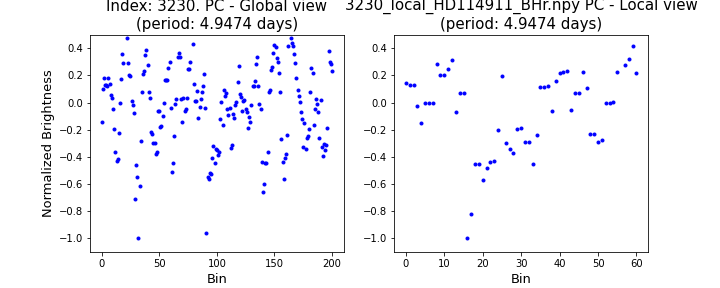 Index: 3230. PC - Global view
(period: 4.9474 days)
3230_local_HD114911_BHr.npy PC - Local view
(period: 4.9474 days)
Normalized Brightness
0.4
0.2
0.0
−0.2
−0.4
−0.6
−0.8
−1.0
0 50 100 150 200
Bin
0.4
0.2
0.0
−0.2
−0.4
−0.6
−0.8
−1.0
0 10 20 30 40 50 60
Bin